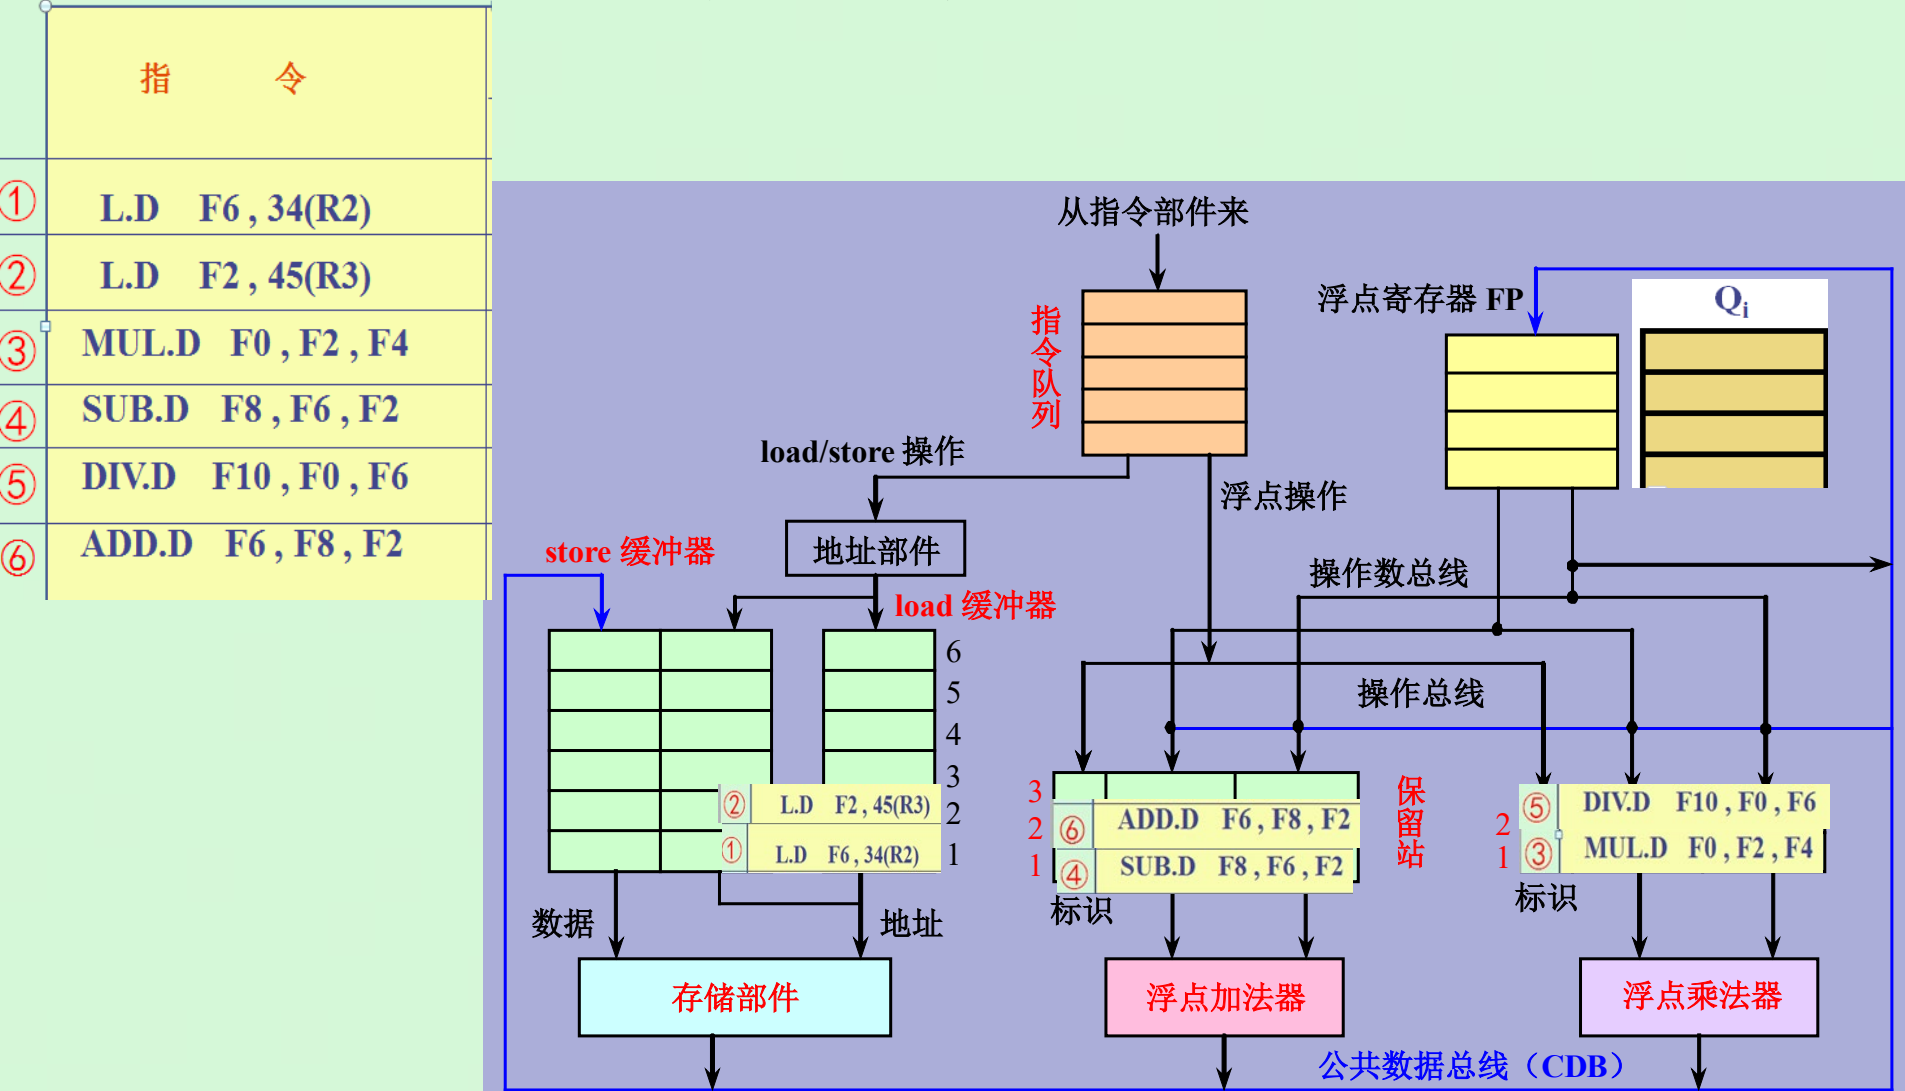 指 令
① L.D F6 , 34(R2)
② L.D F2 , 45(R3)
③ MUL.D F0 , F2 , F4
④ SUB.D F8 , F6 , F2
⑤ DIV.D F10 , F0 , F6
⑥ ADD.D F6 , F8 , F2
从指令部件来
指令队列
浮点寄存器 FP
Qi
load/store 操作
浮点操作
store 缓冲器
地址部件
操作数总线
load 缓冲器
6
5
4
3
2
1
操作总线
② L.D F2 , 45(R3)
① L.D F6 , 34(R2)
3
2
1
⑥ ADD.D F6 , F8 , F2
④ SUB.D F8 , F6 , F2
保留站
2
1
⑤ DIV.D F10 , F0 , F6
③ MUL.D F0 , F2 , F4
数据
地址
标识
标识
存储部件
浮点加法器
浮点乘法器
公共数据总线（CDB）